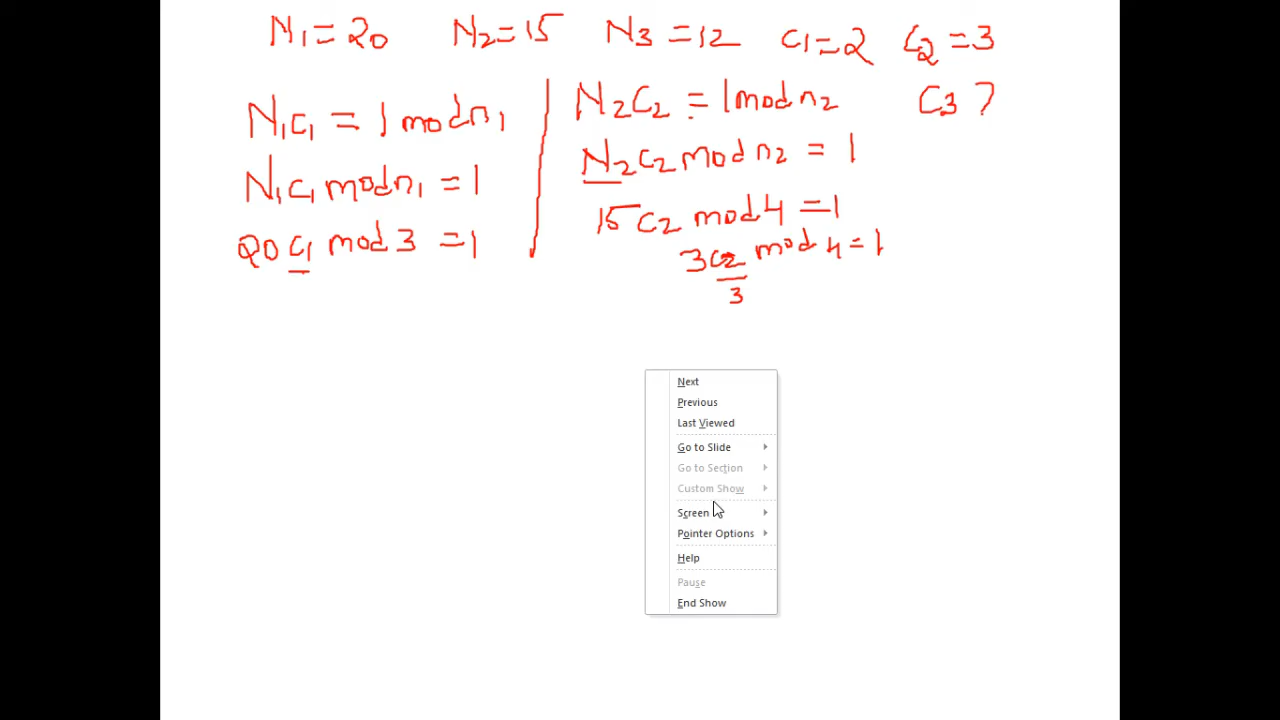 N1 = 20 N2 = 15 N3 = 12 C1 = 2 C2 = 3
N1C1 = 1 mod n1
N1C1 mod n1 = 1
20 C1 mod 3 = 1
N2C2 = 1 mod n2
N2C2 mod n2 = 1
15 C2 mod 4 = 1
3C2 mod 4 = 1
3
C3 ?
Next
Previous
Last Viewed
Go to Slide
Go to Section
Custom Show
Screen
Pointer Options
Help
Pause
End Show